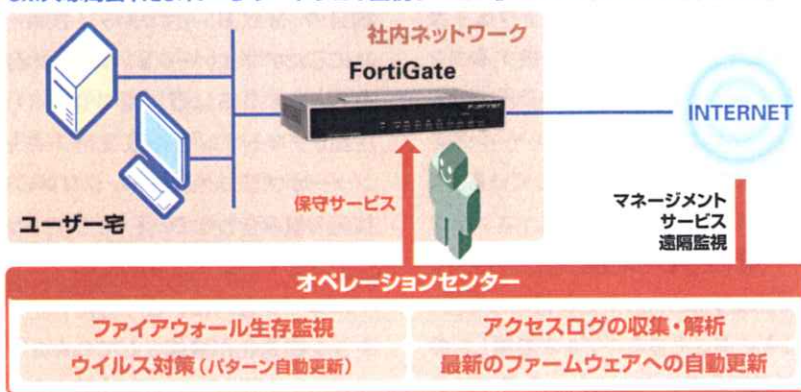 社内ネットワーク
FortiGate
INTERNET
保守サービス
マネージメント
サービス
遠隔監視
ユーザー宅
オペレーションセンター
ファイアウォール生存監視
アクセスログの収集・解析
ウイルス対策(パターン自動更新)
最新のファームウェアへの自動更新